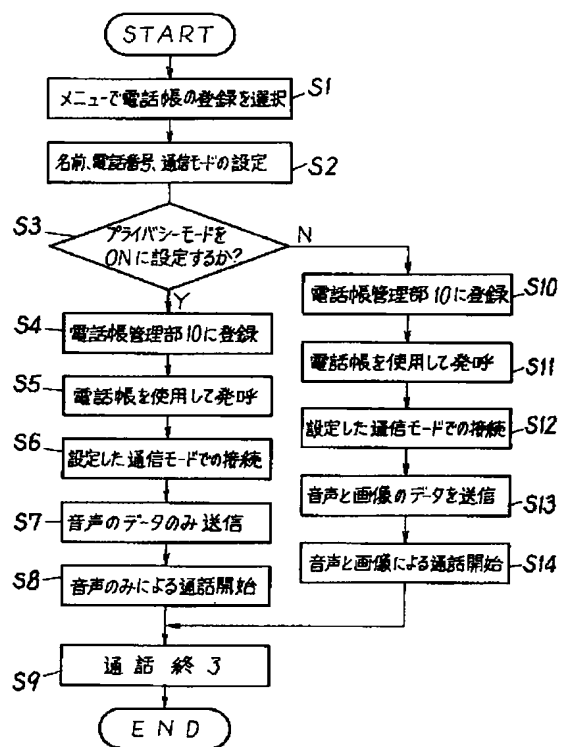 START
メニューで電話帳の登録を選択
S1
名前、電話番号、通信モードの設定
S2
S3
プライバシーモードを
ONに設定するか?
N
Y
S4
電話帳管理部10に登録
S5
電話帳を使用して発呼
S6
設定した通信モードでの接続
S7
音声のデータのみ送信
S8
音声のみによる通話開始
電話帳管理部10に登録
S10
電話帳を使用して発呼
S11
設定した通信モードでの接続
S12
音声と画像のデータを送信
S13
音声と画像による通話開始
S14
S9
通話終了
END